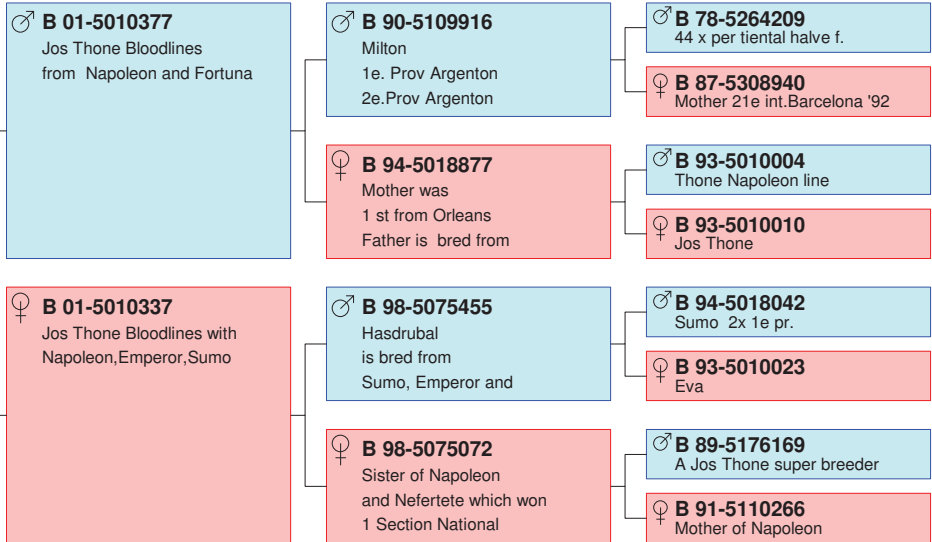 B 01-5010377
Jos Thone Bloodlines
from Napoleon and Fortuna
B 90-5109916
Milton
1e. Prov Argenton
2e.Prov Argenton
B 78-5264209
44 x per tiental halve f.
B 87-5308940
Mother 21e int.Barcelona '92
B 94-5018877
Mother was
1 st from Orleans
Father is bred from
B 93-5010004
Thone Napoleon line
B 93-5010010
Jos Thone
B 01-5010337
Jos Thone Bloodlines with
Napoleon,Emperor,Sumo
B 98-5075455
Hasdrubal
is bred from
Sumo, Emperor and
B 94-5018042
Sumo 2x 1e pr.
B 93-5010023
Eva
B 98-5075072
Sister of Napoleon
and Nefertete which won
1 Section National
B 89-5176169
A Jos Thone super breeder
B 91-5110266
Mother of Napoleon